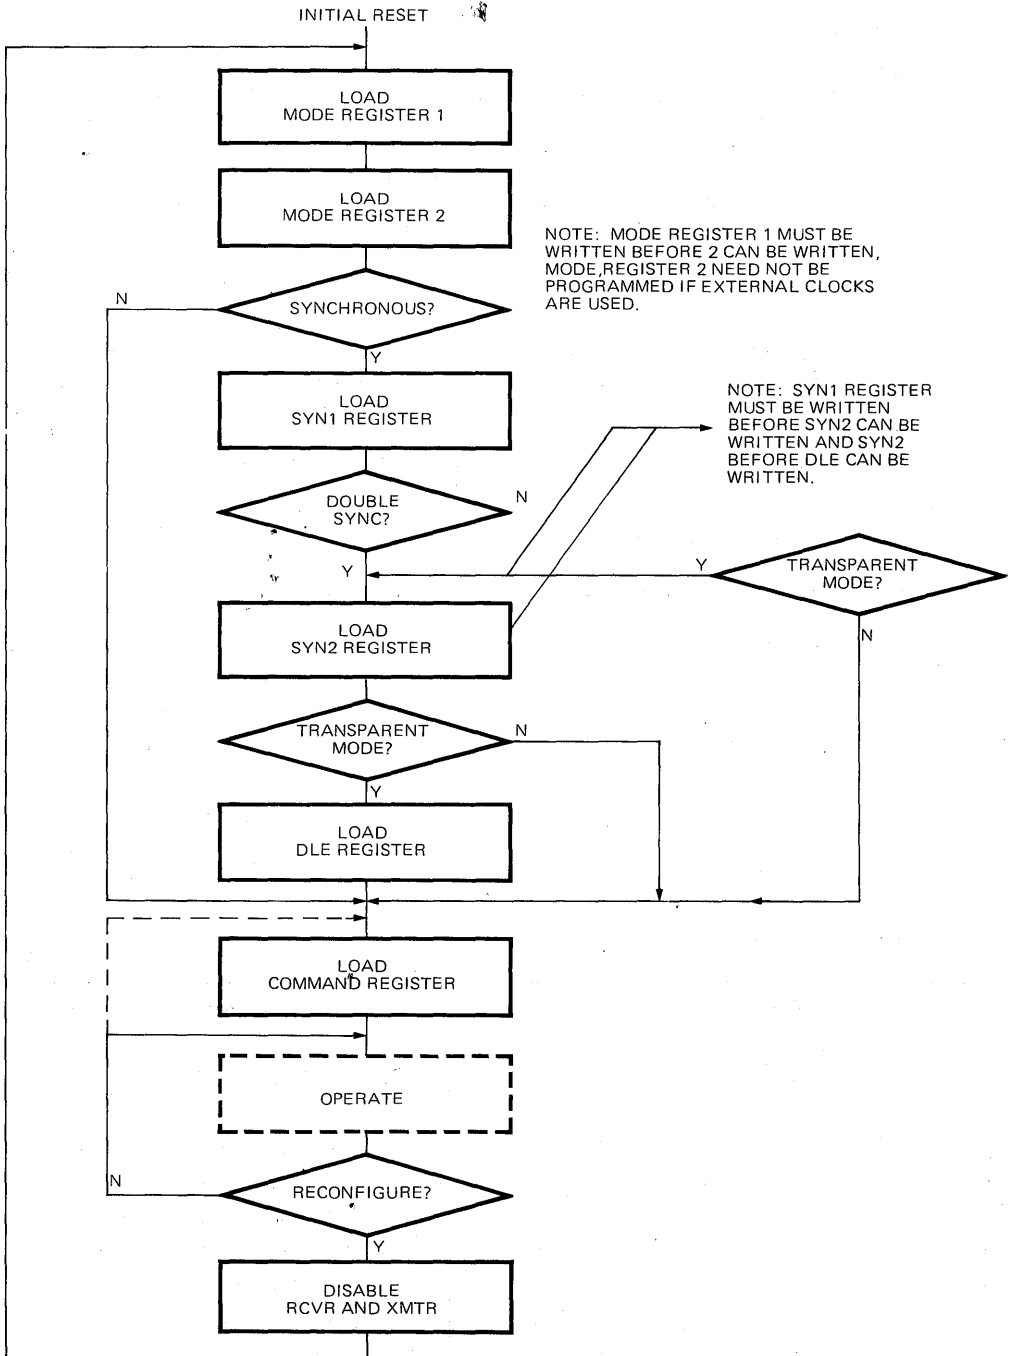 INITIAL RESET
LOAD
MODE REGISTER 1
LOAD
MODE REGISTER 2
NOTE: MODE REGISTER 1 MUST BE
WRITTEN BEFORE 2 CAN BE WRITTEN,
MODE,REGISTER 2 NEED NOT BE
PROGRAMMED IF EXTERNAL CLOCKS
ARE USED.
N
SYNCHRONOUS?
Y
LOAD
SYN1 REGISTER
NOTE: SYN1 REGISTER
MUST BE WRITTEN
BEFORE SYN2 CAN BE
WRITTEN AND SYN2
BEFORE DLE CAN BE
WRITTEN.
DOUBLE
SYNC?
N
Y
Y
TRANSPARENT
MODE?
N
LOAD
SYN2 REGISTER
TRANSPARENT
MODE?
N
Y
LOAD
DLE REGISTER
LOAD
COMMAND REGISTER
OPERATE
N
RECONFIGURE?
Y
DISABLE
RCVR AND XMTR